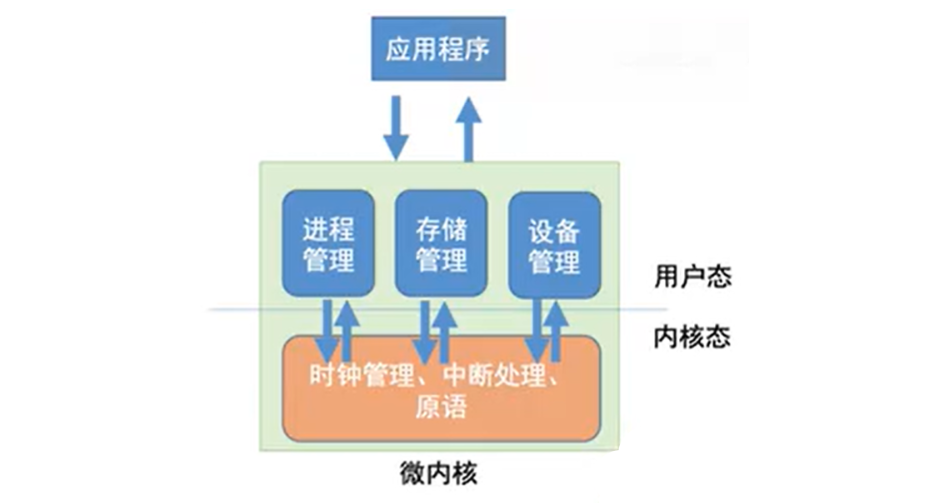 应用程序
进程
管理
存储
管理
设备
管理
用户态
内核态
时钟管理、中断处理、
原语
微内核